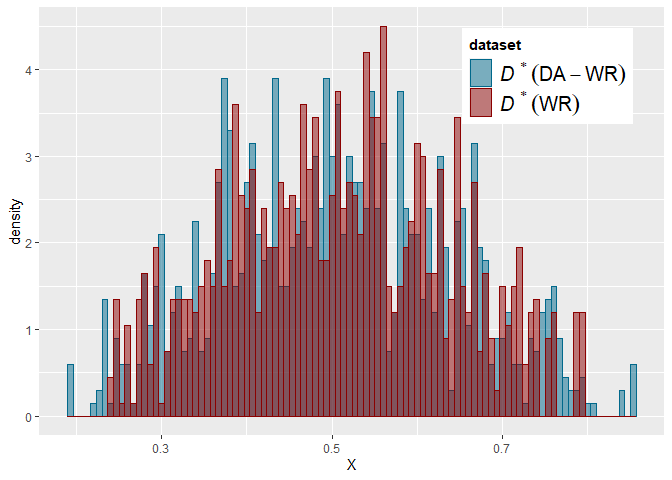 dataset
D * (DA – WR)
D * (WR)
density
4
3
2
1
0
0.3 0.5 0.7
X